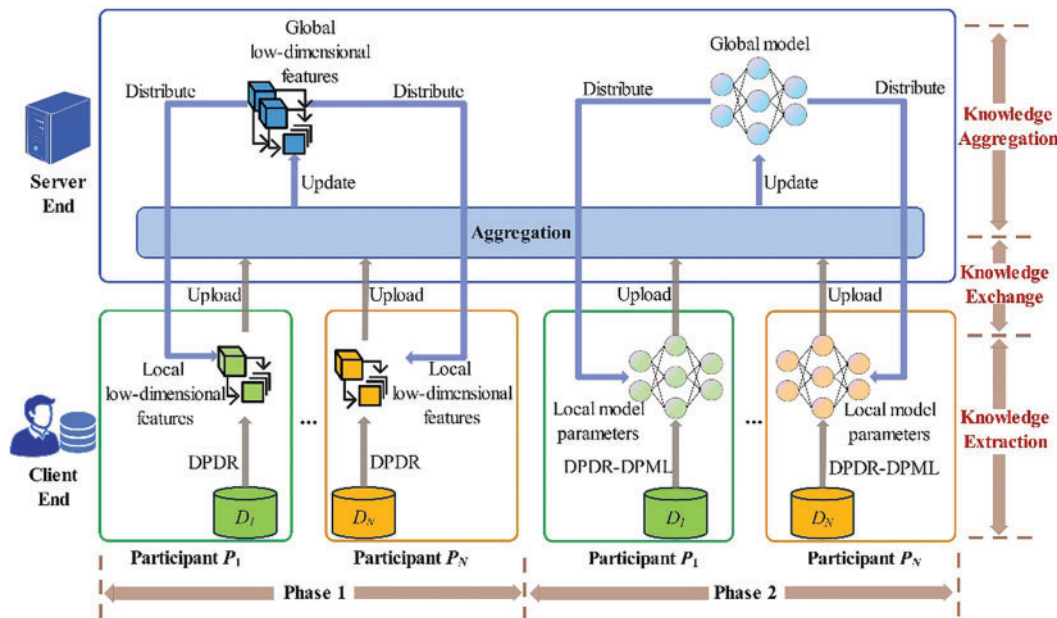 Global
low-dimensional
features
Global model
Distribute
Distribute
Distribute
Distribute
Knowledge
Aggregation
Server
End
Update
Update
Aggregation
Knowledge
Exchange
Upload
Upload
Upload
Upload
Local
low-dimensional
features
Local
low-dimensional
features
...
Local model
parameters
...
Local model
parameters
Knowledge
Extraction
Client
End
DPDR
DPDR
DPDR-DPML
DPDR-DPML
D1
DN
D1
DN
Participant P1
Participant PN
Participant P1
Participant PN
Phase 1
Phase 2